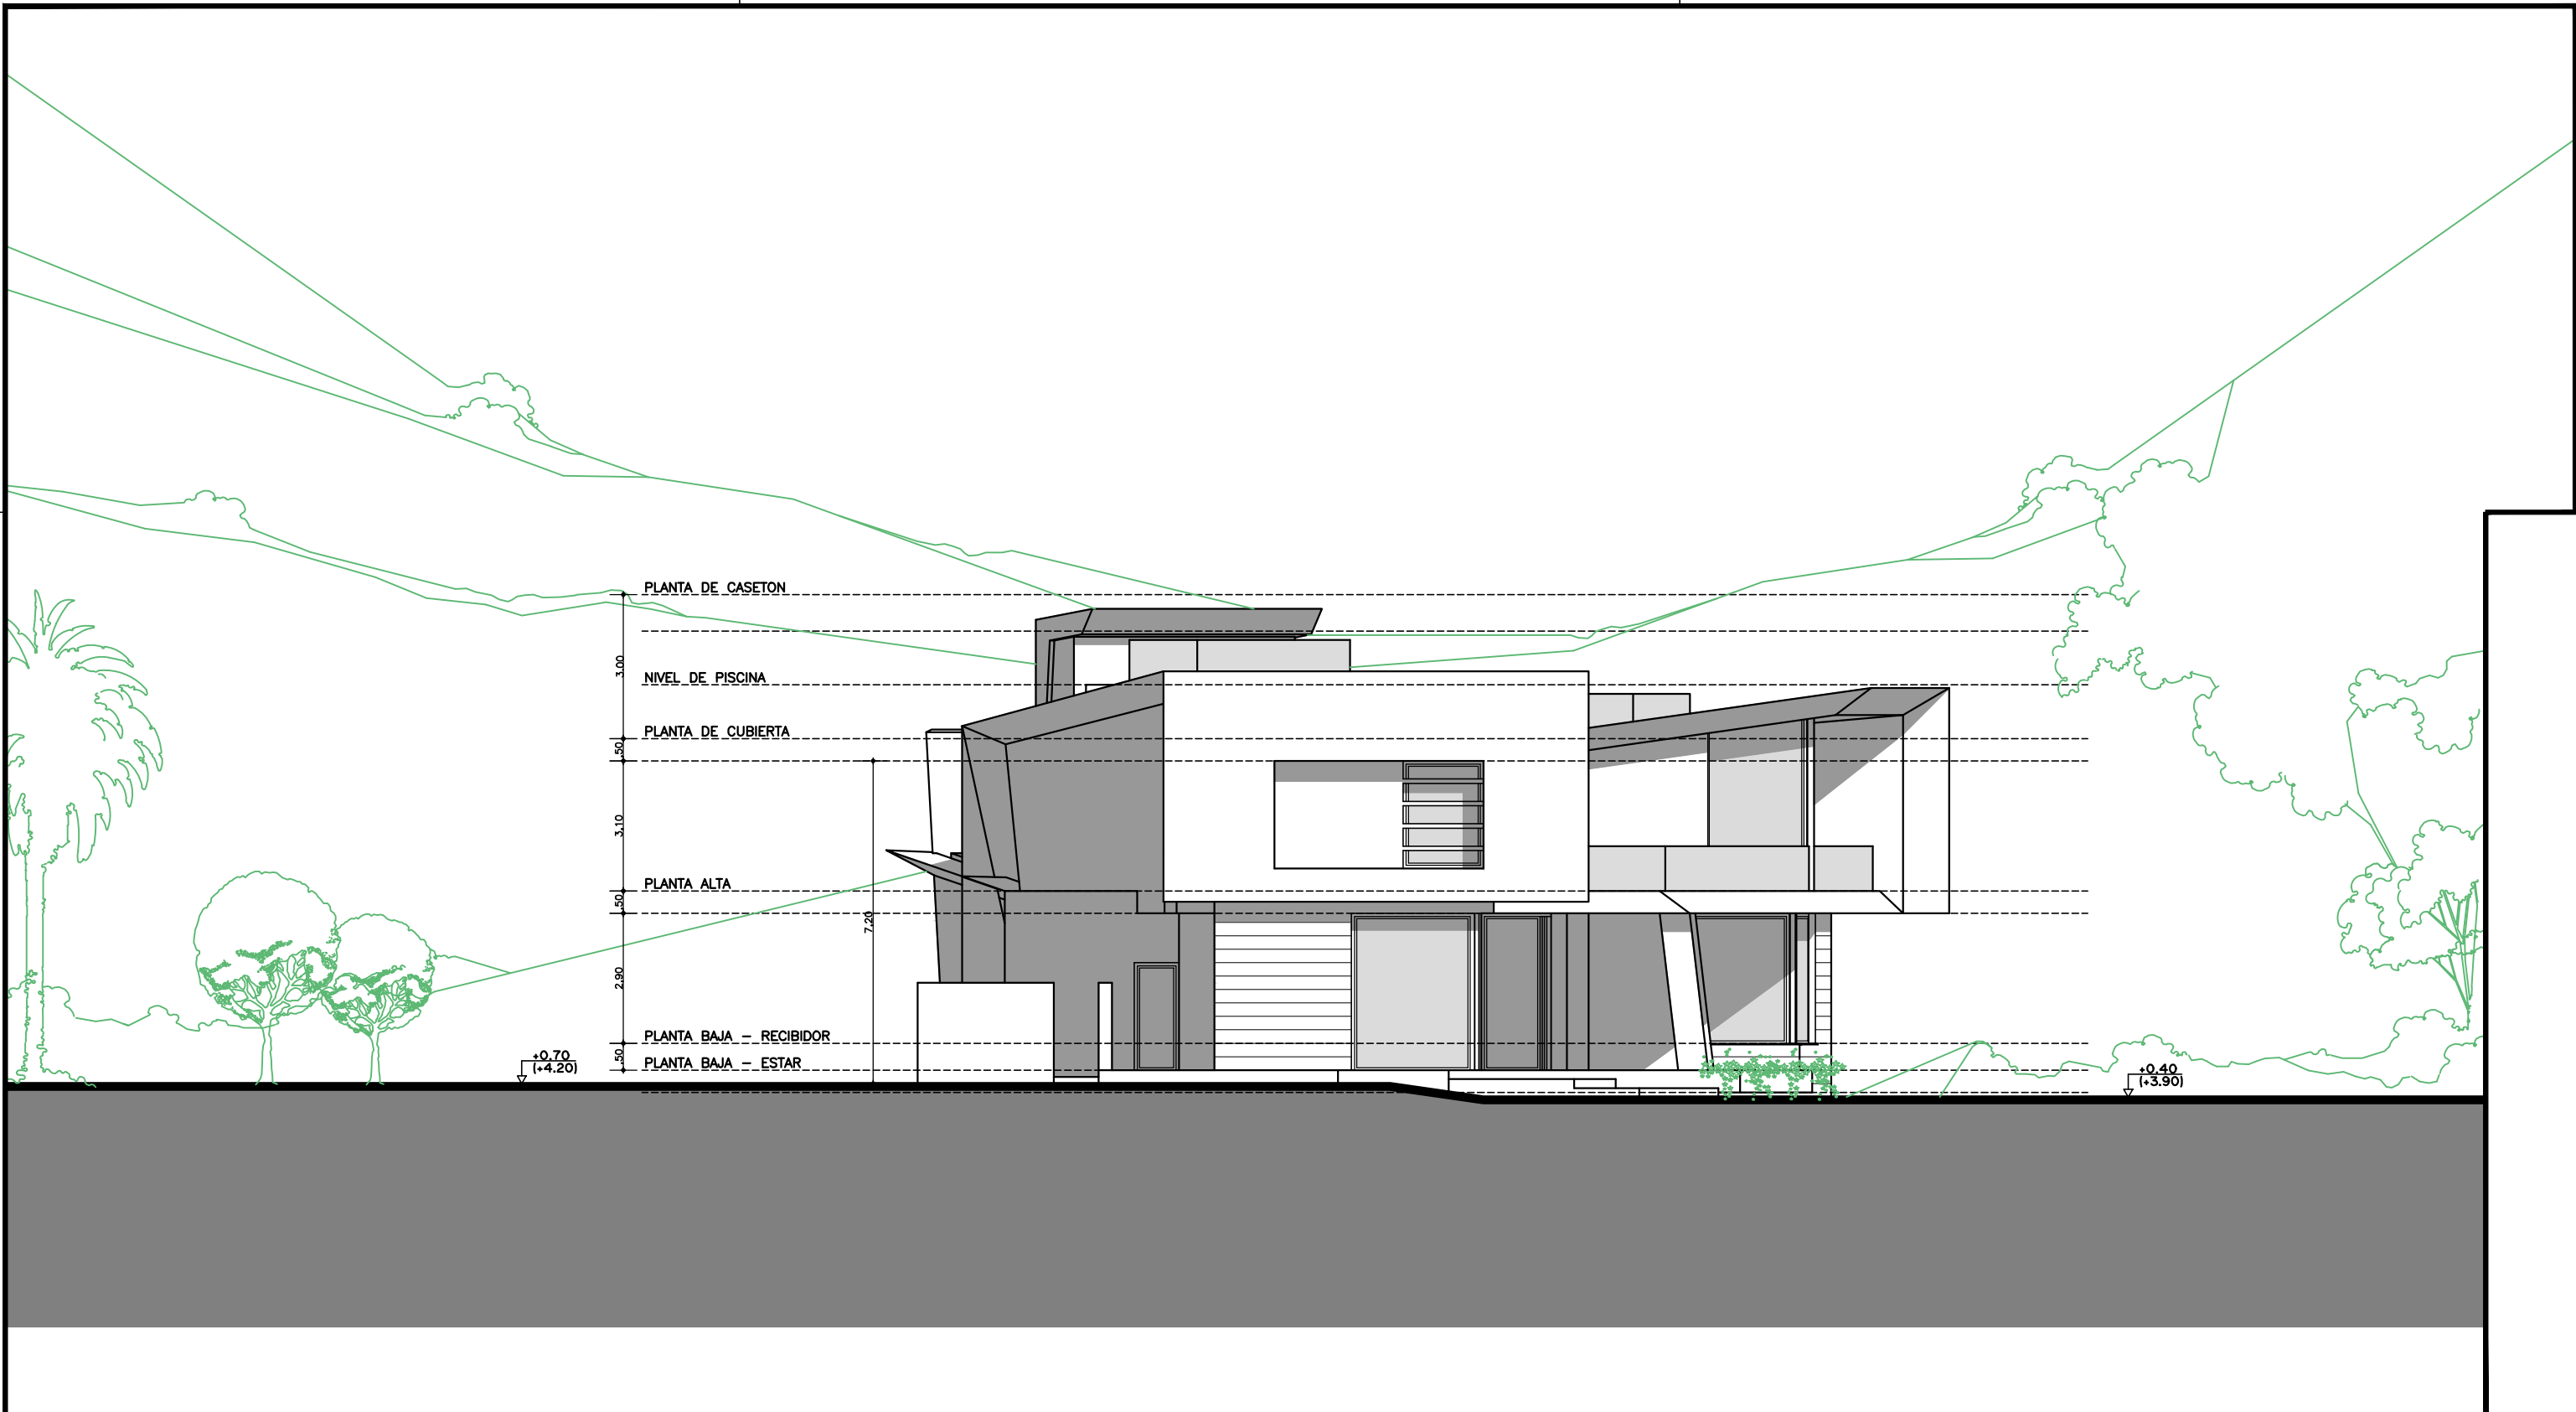 PLANTA DE CASETON
3.00
NIVEL DE PISCINA
PLANTA DE CUBIERTA
.50
3,10
PLANTA ALTA
.50
7,20
2.90
PLANTA BAJA – RECIBIDOR
.50
PLANTA BAJA – ESTAR
+0.70
(+4.20)
+0.40
(+3.90)